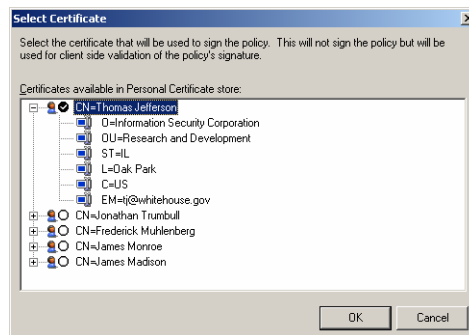 Select Certificate
Select the certificate that will be used to sign the policy. This will not sign the policy but will be
used for client side validation of the policy's signature.
Certificates available in Personal Certificate store:
CN=Thomas Jefferson
O=Information Security Corporation
OU=Research and Development
ST=IL
L=Oak Park
C=US
EM=tj@whitehouse.gov
CN=Jonathan Trumbull
CN=Frederick Muhlenberg
CN=James Monroe
CN=James Madison
OK Cancel